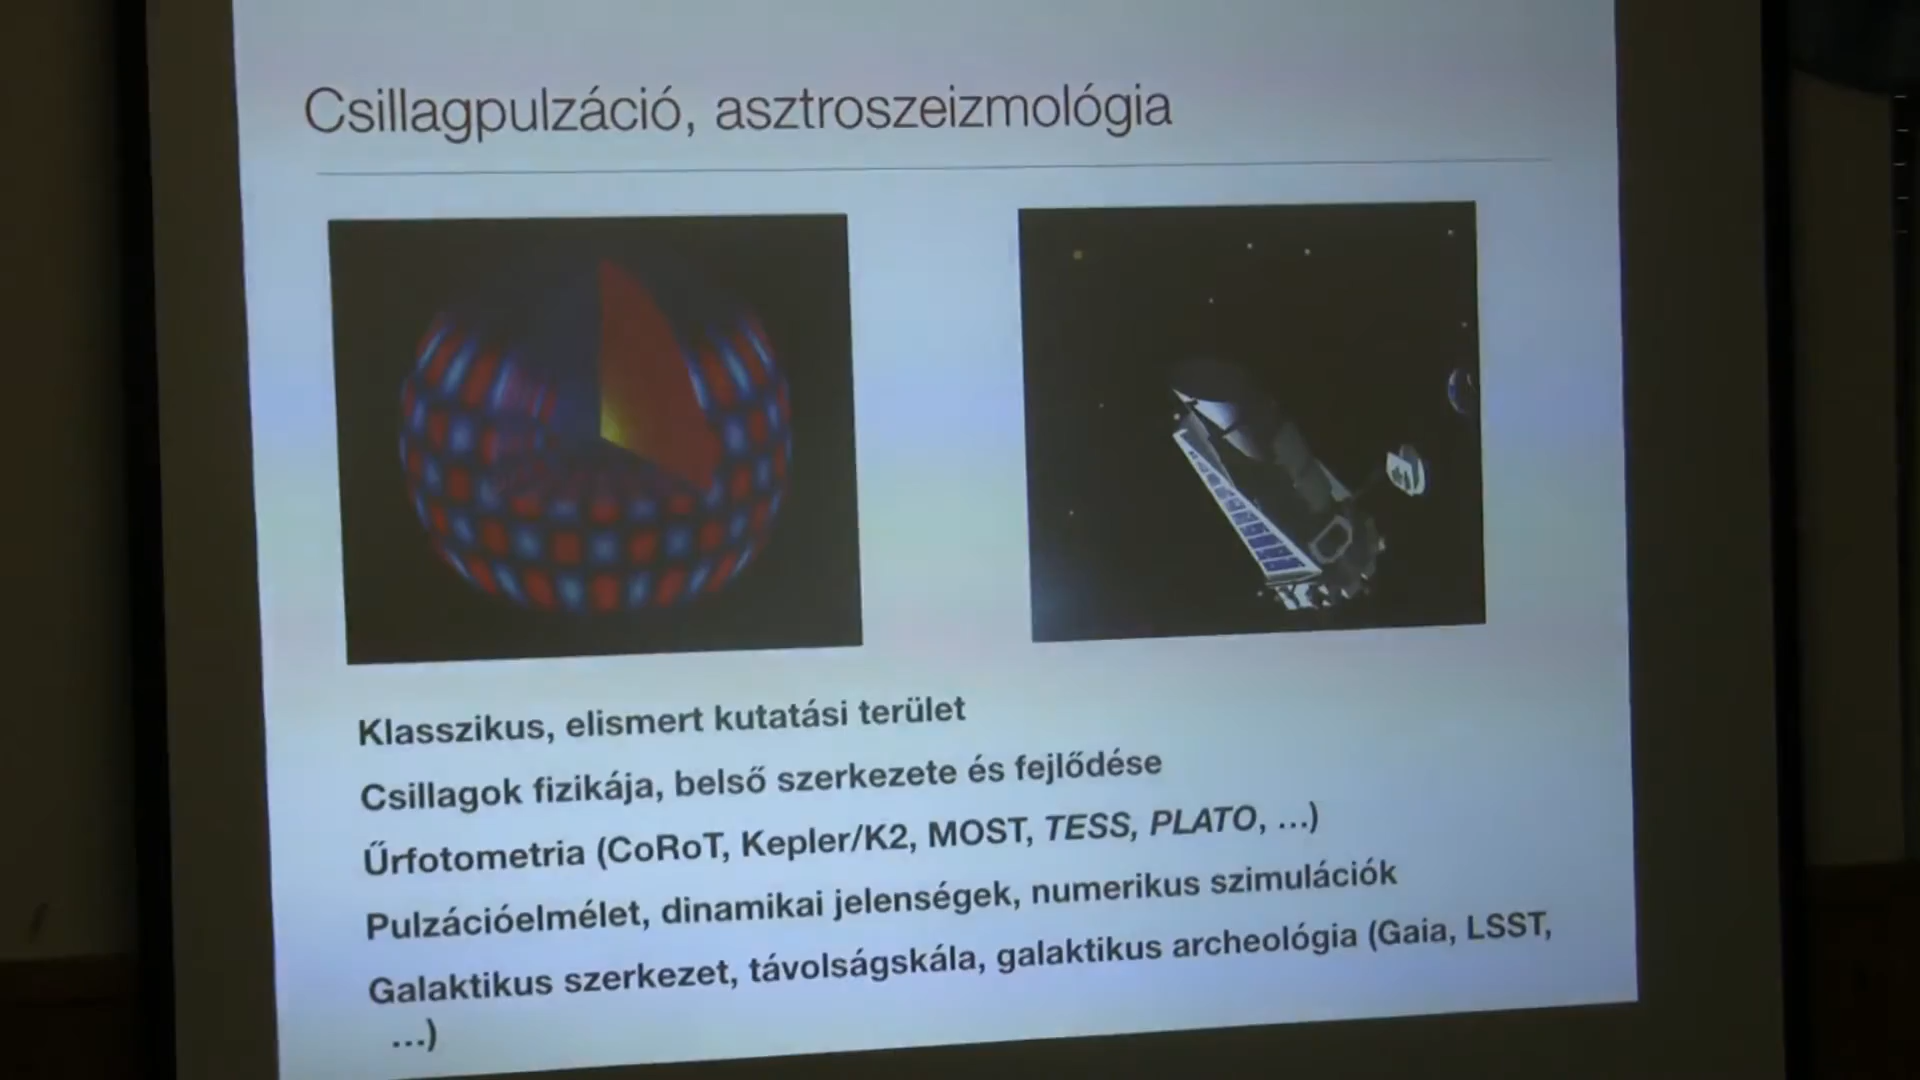 Csillagpulzáció, asztroszeizmológia
Klasszikus, elismert kutatási terület
Csillagok fizikája, belső szerkezete és fejlődése
Űrfotometria (CoRoT, Kepler/K2, MOST, TESS, PLATO, ...)
Pulzációelmélet, dinamikai jelenségek, numerikus szimulációk
Galaktikus szerkezet, távolságskála, galaktikus archeológia (Gaia, LSST,
...)